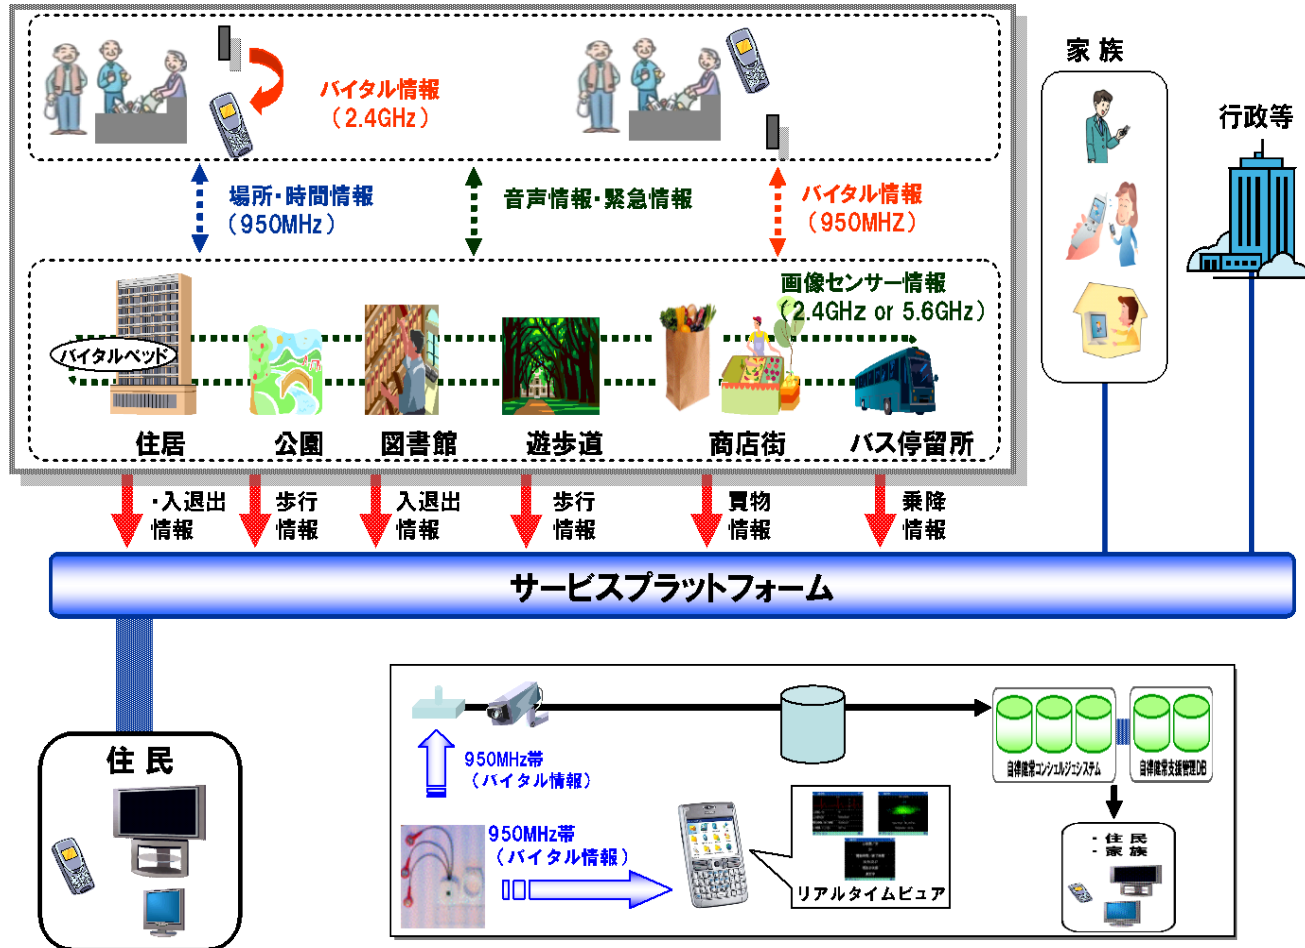 家族
行政等
バイタル情報
(2.4GHz)
場所・時間情報
(950MHz)
音声情報・緊急情報
バイタル情報
(950MHZ)
画像センサー情報
(2.4GHz or 5.6GHz)
バイタルベッド
住居
公園
図書館
遊歩道
商店街
バス停留所
・入退出
情報
歩行
情報
入退出
情報
歩行
情報
買物
情報
乗降
情報
サービスプラットフォーム
住民
950MHz帯
(バイタル情報)
950MHz帯
(バイタル情報)
リアルタイムビュア
自律健常コンシェルジェシステム
自律健常支援管理DB
・住民
・家族